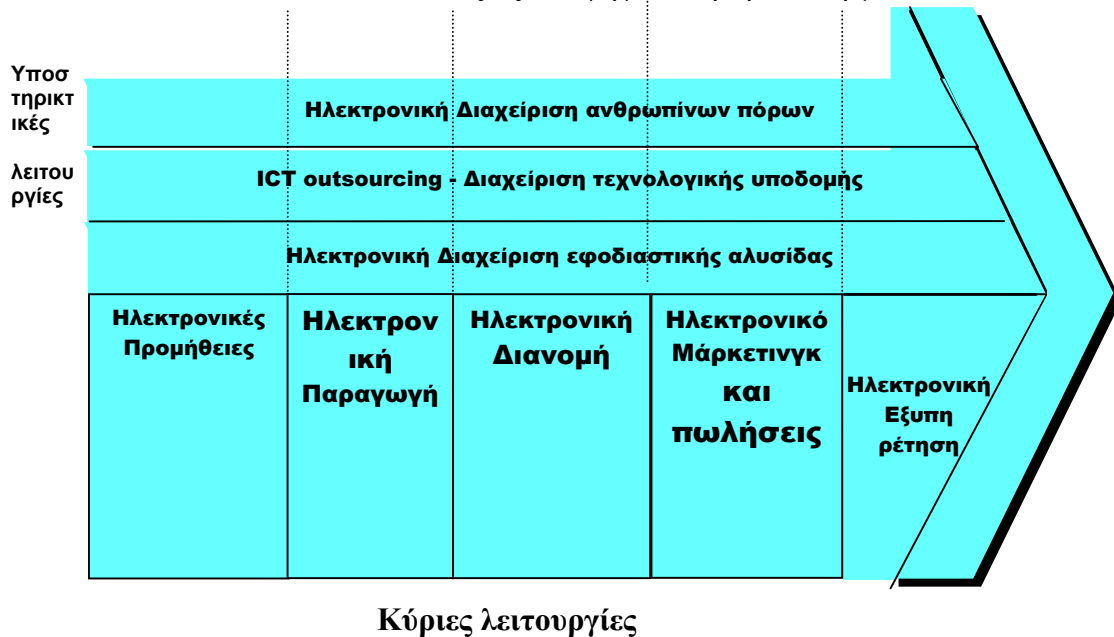 Υποσ
τηρικτ
ικές
λειτου
ργίες
Ηλεκτρονική Διαχείριση ανθρωπίνων πόρων
ICT outsourcing - Διαχείριση τεχνολογικής υποδομής
Ηλεκτρονική Διαχείριση εφοδιαστικής αλυσίδας
Ηλεκτρονικές
Προμήθειες
Ηλεκτρον
ική
Παραγωγή
Ηλεκτρονική
Διανομή
Ηλεκτρονικό
Μάρκετινγκ
και
πωλήσεις
Ηλεκτρονική
Εξυπη
ρέτηση
Κύριες λειτουργίες